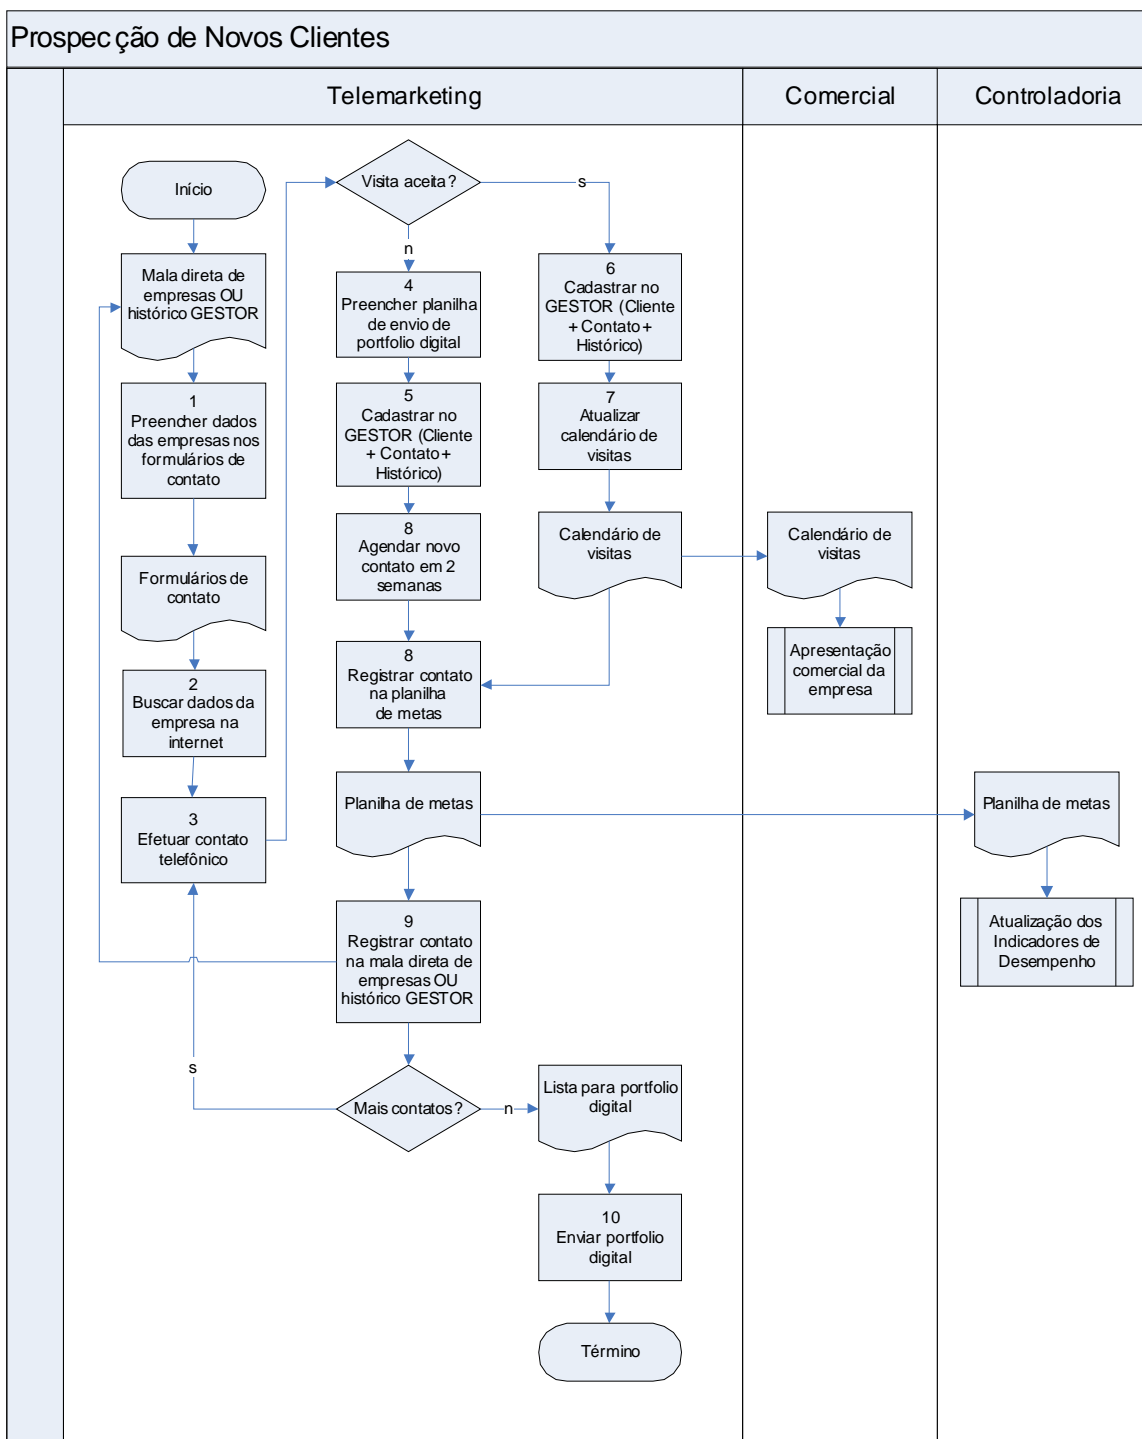 Prospecção de Novos Clientes
Telemarketing
Comercial
Controladoria
Início
Mala direta de
empresas OU
histórico GESTOR
1
Preencher dados
das empresas nos
formulários de
contato
Formulários de
contato
2
Buscar dados da
empresa na
internet
3
Efetuar contato
telefônico
Visita aceita?
s
n
4
Preencher planilha
de envio de
portfolio digital
5
Cadastrar no
GESTOR (Cliente
+ Contato +
Histórico)
8
Agendar novo
contato em 2
semanas
8
Registrar contato
na planilha
de metas
Planilha de metas
9
Registrar contato
na mala direta de
empresas OU
histórico GESTOR
Mais contatos?
s
n
6
Cadastrar no
GESTOR (Cliente
+ Contato +
Histórico)
7
Atualizar
calendário de
visitas
Calendário de
visitas
Lista para portfolio
digital
10
Enviar portfolio
digital
Término
Calendário de
visitas
Apresentação
comercial da
empresa
Planilha de metas
Atualização dos
Indicadores de
Desempenho